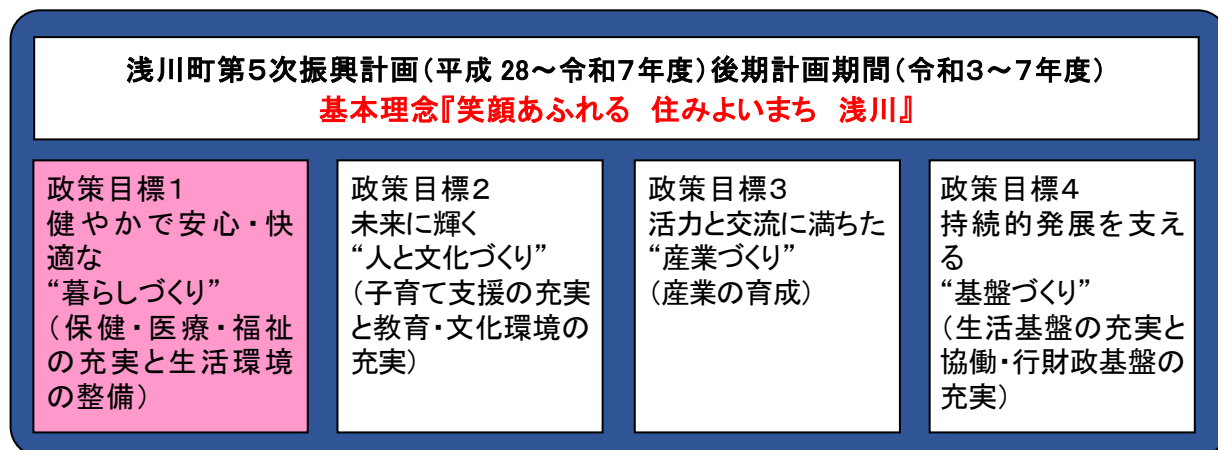 浅川町第5次振興計画(平成 28~令和7年度)後期計画期間(令和3~7年度)
基本理念『笑顔あふれる 住みよいまち 浅川』
政策目標1
健やかで安心・快
適な
“暮らしづくり”
(保健・医療・福祉
の充実と生活環境
の整備)
政策目標2
未来に輝く
“人と文化づくり”
(子育て支援の充実
と教育・文化環境の
充実)
政策目標3
活力と交流に満ちた
“産業づくり”
(産業の育成)
政策目標4
持続的発展を支え
る
“基盤づくり”
(生活基盤の充実と
協働・行財政基盤の
充実)